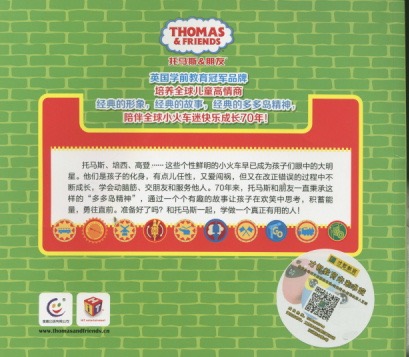 THOMAS
& FRIENDS
托马斯&朋友
英国学前教育冠军品牌
培养全球儿童高情商
经典的形象，经典的故事，经典的多多岛精神，
陪伴全球小火车迷快乐成长70年！
托马斯、培西、高登……这些个性鲜明的小火车早已成为孩子们眼中的大明
星。他们是孩子的化身，有点儿任性，又爱闯祸，但又在改正错误的过程中不
断成长，学会动脑筋、交朋友和服务他人。70年来，托马斯和朋友一直秉承这
样的“多多岛精神”，通过一个个有趣的故事让孩子在欢笑中思考，积蓄能
量，勇往直前。准备好了吗？和托马斯一起，学做一个真正有用的人！
www.thomasandfriends.cn